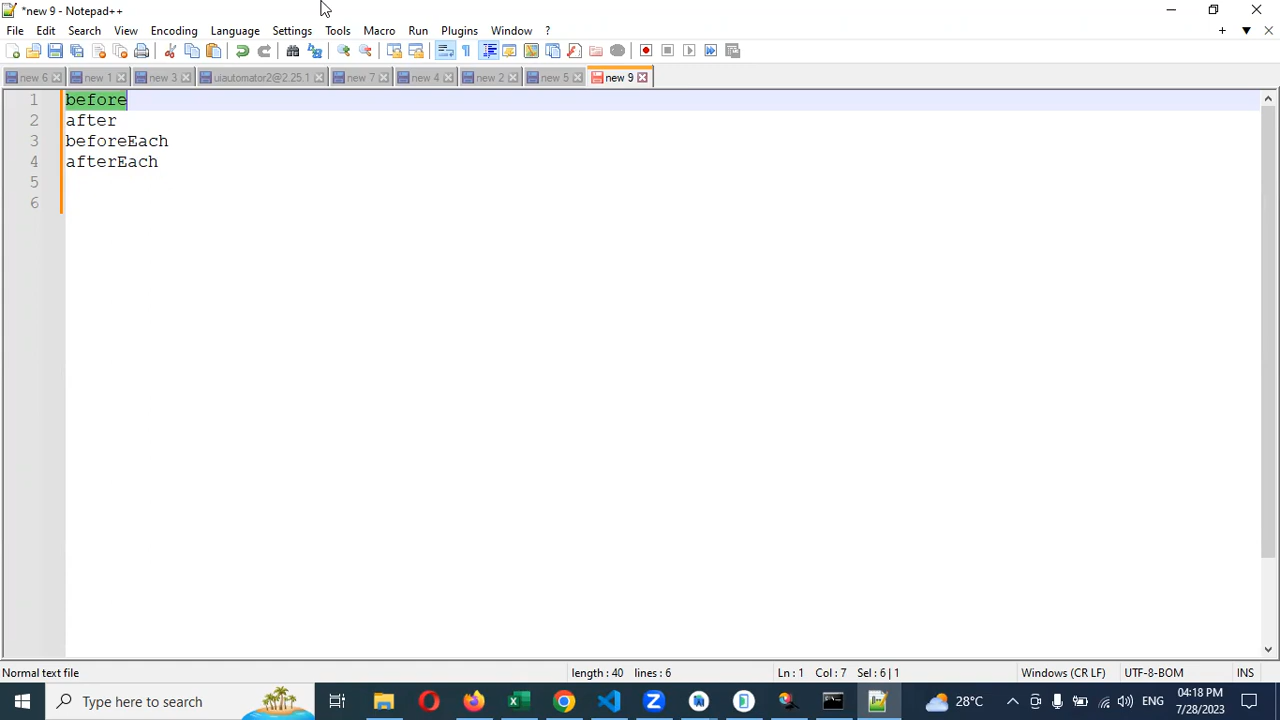 *new 9 - Notepad++
File Edit Search View Encoding Language Settings Tools Macro Run Plugins Window ?
new 6 new 1 new 3 uiautomator2@2.25.1 new 7 new 4 new 2 new 5 new 9
1 before
2 after
3 beforeEach
4 afterEach
5
6
Normal text file length : 40 lines : 6 Ln : 1 Col : 7 Sel : 6 | 1 Windows (CR LF) UTF-8-BOM INS
Type here to search 28°C ENG 04:18 PM
7/28/2023